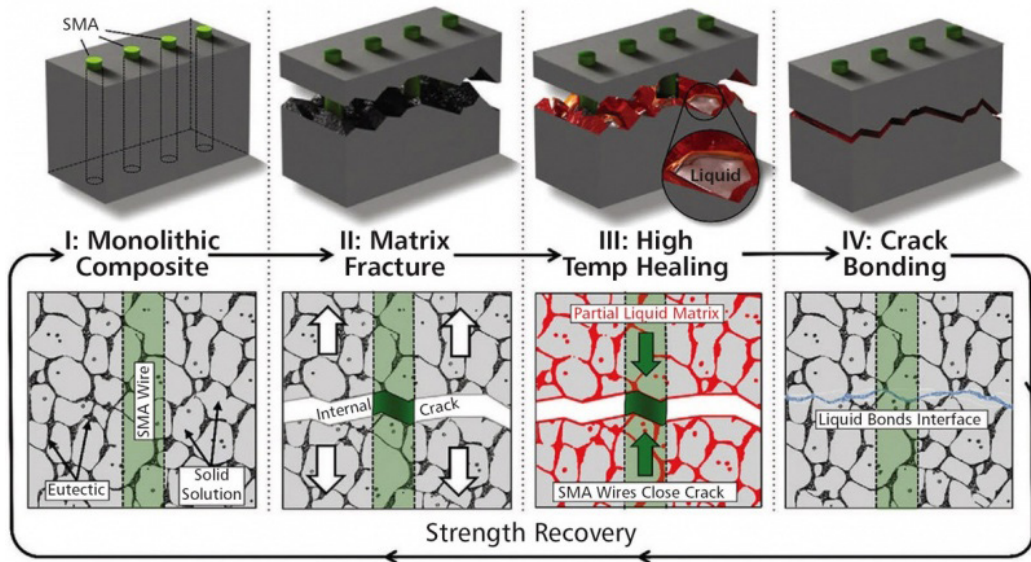 SMA
Liquid
I: Monolithic
Composite
II: Matrix
Fracture
III: High
Temp Healing
IV: Crack
Bonding
SMA Wire
Eutectic
Solid
Solution
Internal
Crack
Partial Liquid Matrix
SMA Wires Close Crack
Liquid Bonds Interface
Strength Recovery